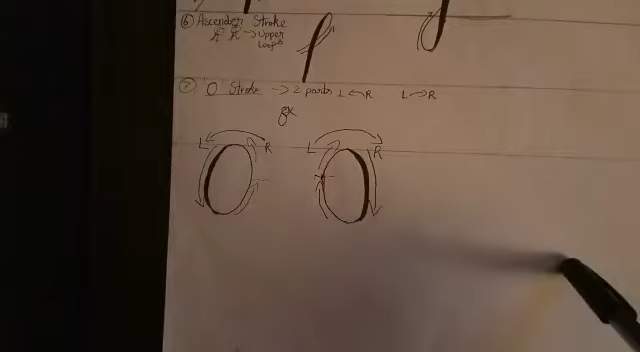 ⑥ Ascender Stroke
→ Upper
Loops
⑦ O Stroke → 2 parts L ← R L → R
8x
L R L R